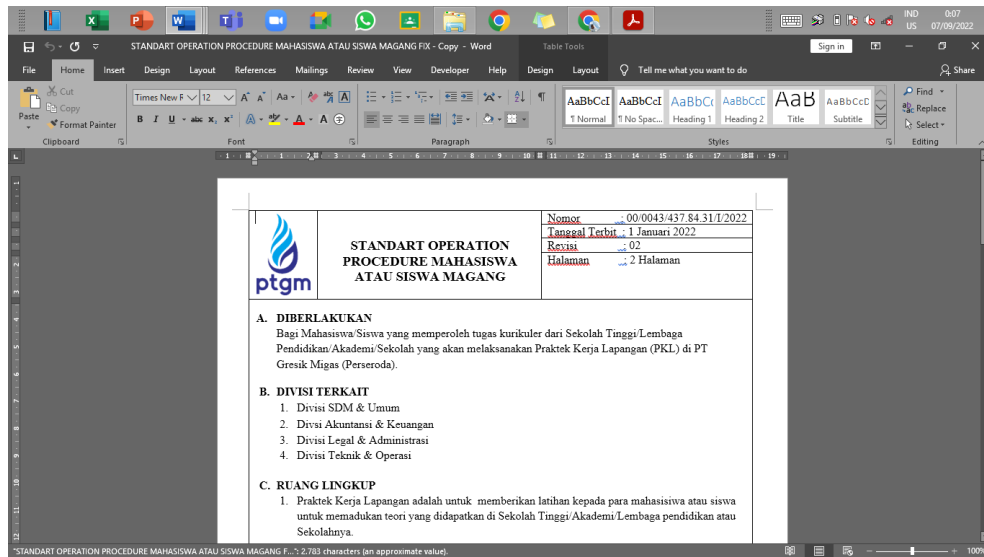 IND
US
0:07
07/09/2022
STANDART OPERATION PROCEDURE MAHASISWA ATAU SISWA MAGANG FIX - Copy - Word
Table Tools
Sign in
File Home Insert Design Layout References Mailings Review View Developer Help Design Layout Tell me what you want to do Share
Paste
Cut
Copy
Format Painter
Clipboard
Times New F 12
Font
Paragraph
AaBbCcI AaBbCcI AaBbC( AaBbCcE AaB AaBbCcD
¶ Normal ¶ No Spac... Heading 1 Heading 2 Title Subtitle
Styles
Find
Replace
Select
Editing
ptgm
STANDART OPERATION
PROCEDURE MAHASISWA
ATAU SISWA MAGANG
Nomor : 00/0043/437.84.31/I/2022
Tanggal Terbit : 1 Januari 2022
Revisi : 02
Halaman : 2 Halaman
A. DIBERLAKUKAN
Bagi Mahasiswa/Siswa yang memperoleh tugas kurikuler dari Sekolah Tinggi/Lembaga
Pendidikan/Akademi/Sekolah yang akan melaksanakan Praktek Kerja Lapangan (PKL) di PT
Gresik Migas (Perseroda).
B. DIVISI TERKAIT
1. Divisi SDM & Umum
2. Divsi Akuntansi & Keuangan
3. Divisi Legal & Administrasi
4. Divisi Teknik & Operasi
C. RUANG LINGKUP
1. Praktek Kerja Lapangan adalah untuk memberikan latihan kepada para mahasisiwa atau siswa
untuk memadukan teori yang didapatkan di Sekolah Tinggi/Akademi/Lembaga pendidikan atau
Sekolahnya.
"STANDART OPERATION PROCEDURE MAHASISWA ATAU SISWA MAGANG F...": 2.783 characters (an approximate value).
100%